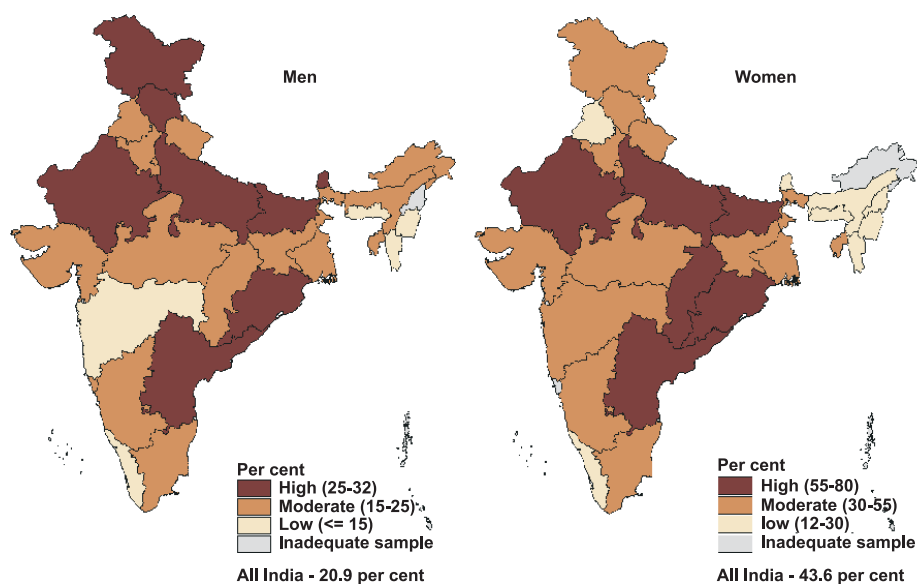 Men
Per cent
High (25-32)
Moderate (15-25)
Low (<= 15)
Inadequate sample
All India - 20.9 per cent
Women
Per cent
High (55-80)
Moderate (30-55)
low (12-30)
Inadequate sample
All India - 43.6 per cent